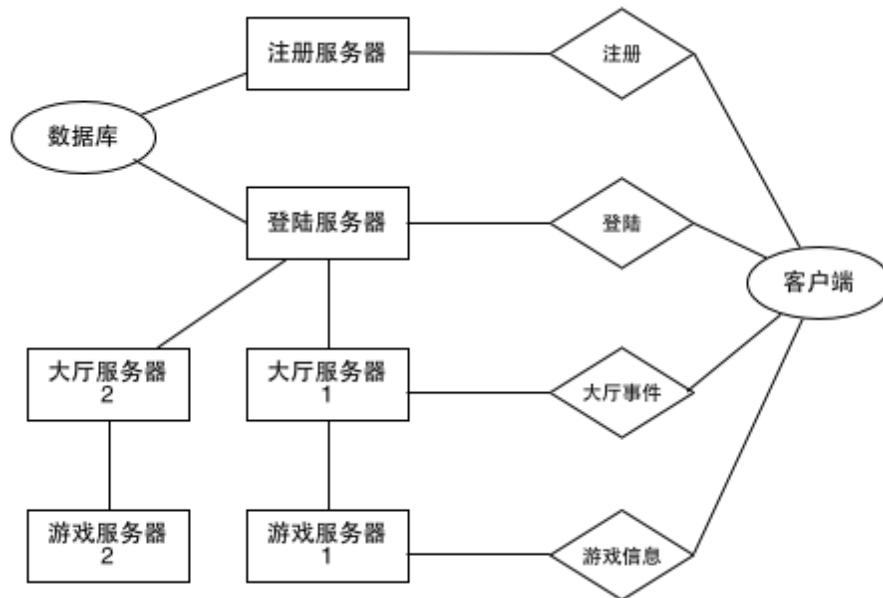 注册服务器
注册
数据库
登陆服务器
登陆
客户端
大厅服务器
2
大厅服务器
1
大厅事件
游戏服务器
2
游戏服务器
1
游戏信息